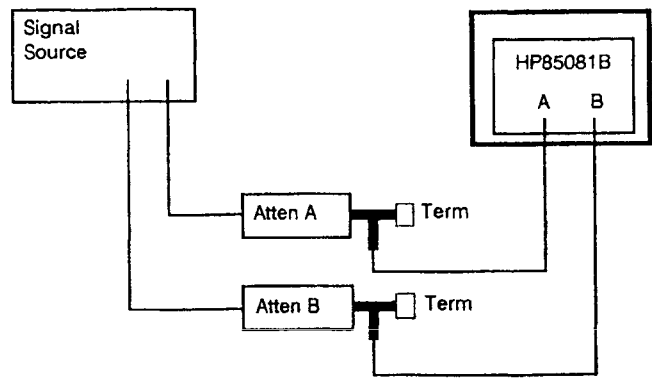 Signal
Source
HP85081B
A B
Atten A
Term
Atten B
Term